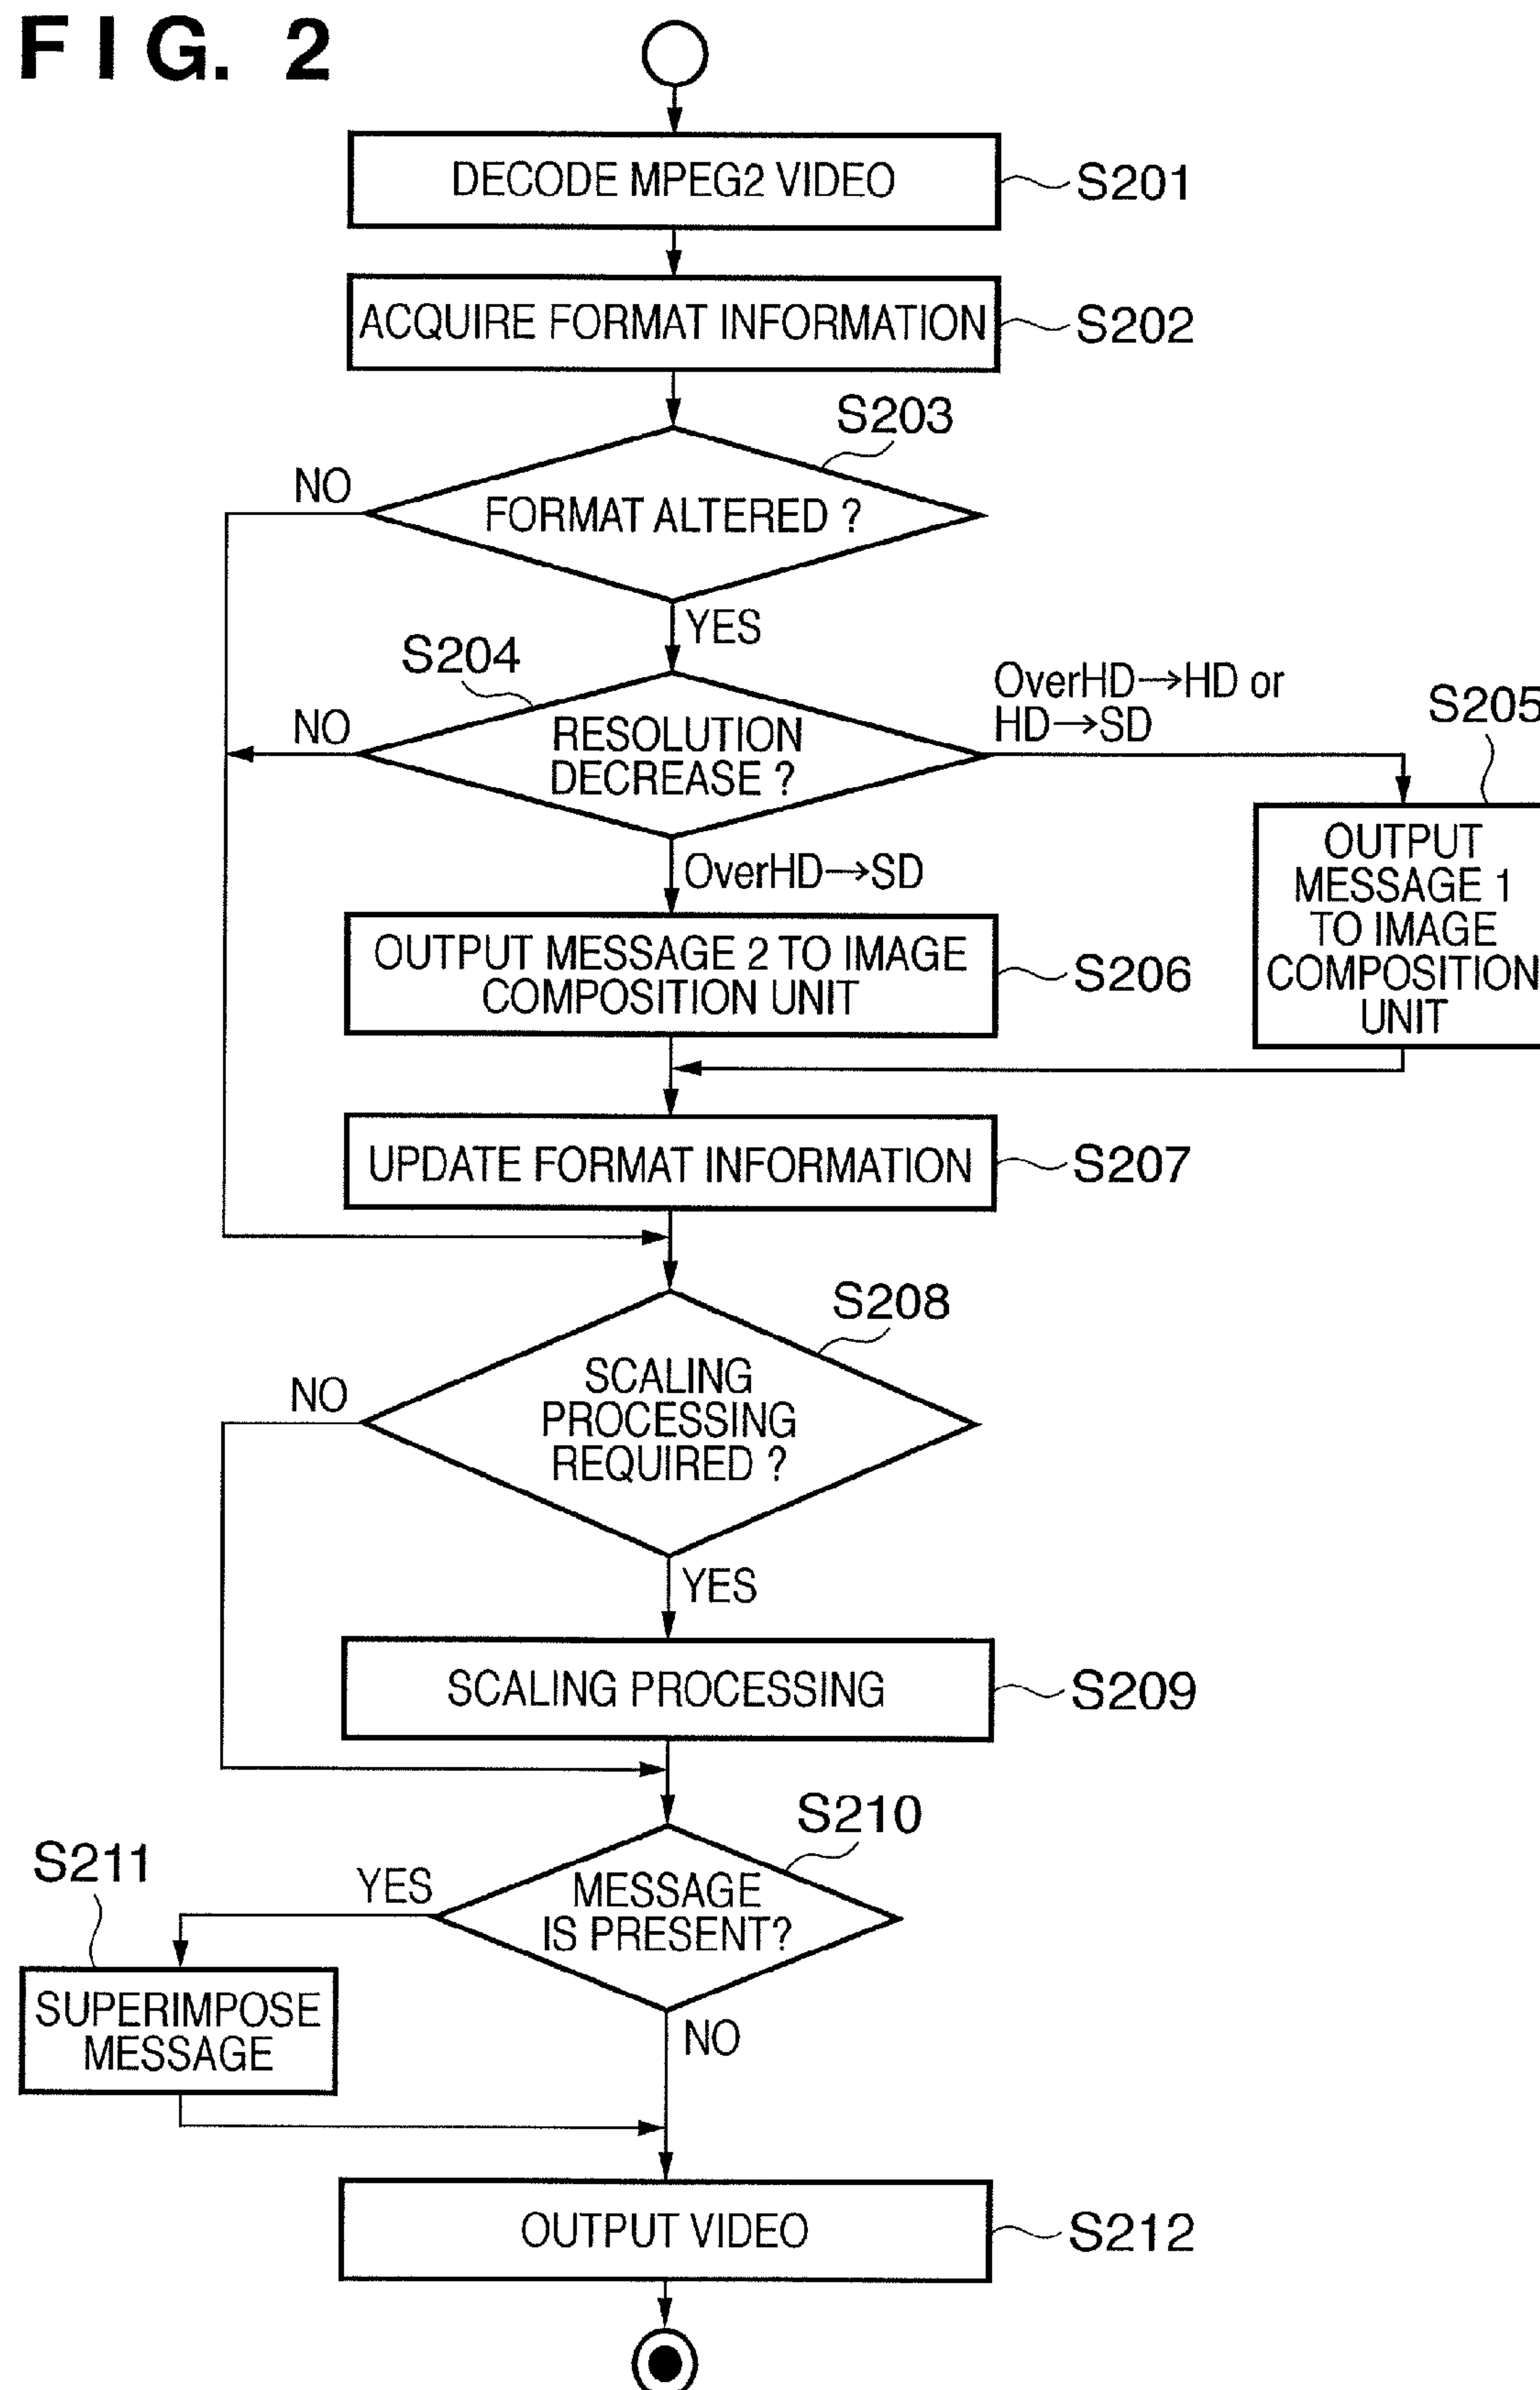 FIG. 2
DECODE MPEG2 VIDEO
S201
ACQUIRE FORMAT INFORMATION
S202
S203
NO
FORMAT ALTERED ?
YES
S204
OverHD→HD or
HD→SD
S205
NO
RESOLUTION
DECREASE ?
OverHD→SD
OUTPUT
MESSAGE 1
TO IMAGE
COMPOSITION
UNIT
OUTPUT MESSAGE 2 TO IMAGE
COMPOSITION UNIT
S206
UPDATE FORMAT INFORMATION
S207
S208
NO
SCALING
PROCESSING
REQUIRED ?
YES
SCALING PROCESSING
S209
S210
S211
YES
MESSAGE
IS PRESENT?
SUPERIMPOSE
MESSAGE
NO
OUTPUT VIDEO
S212